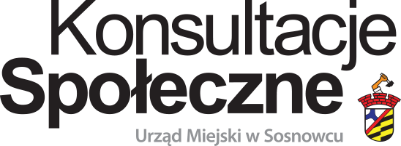 Konsultacje
Społeczne
Urząd Miejski w Sosnowcu